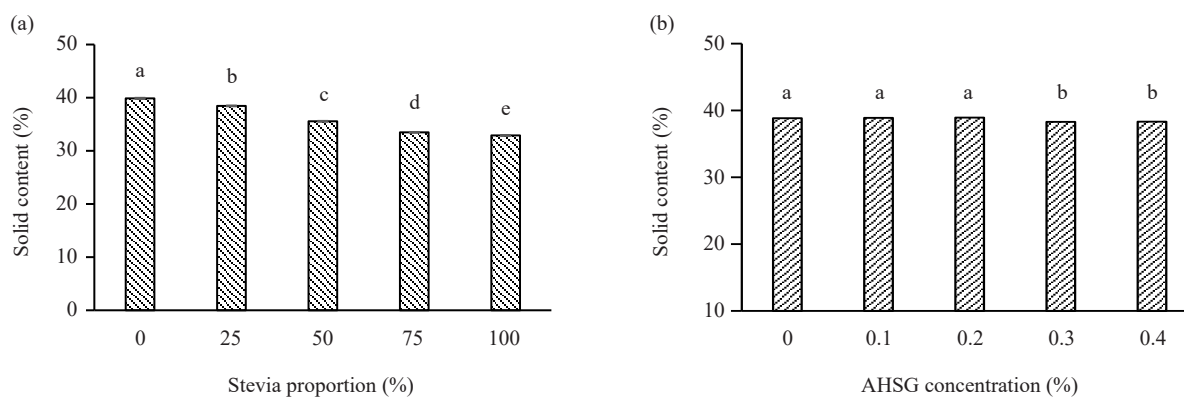 (a)
50
40
30
20
10
0
Solid content (%)
a
b
c
d
e
0 25 50 75 100
Stevia proportion (%)
(b)
50
40
30
20
10
Solid content (%)
a
a
a
b
b
0 0.1 0.2 0.3 0.4
AHSG concentration (%)